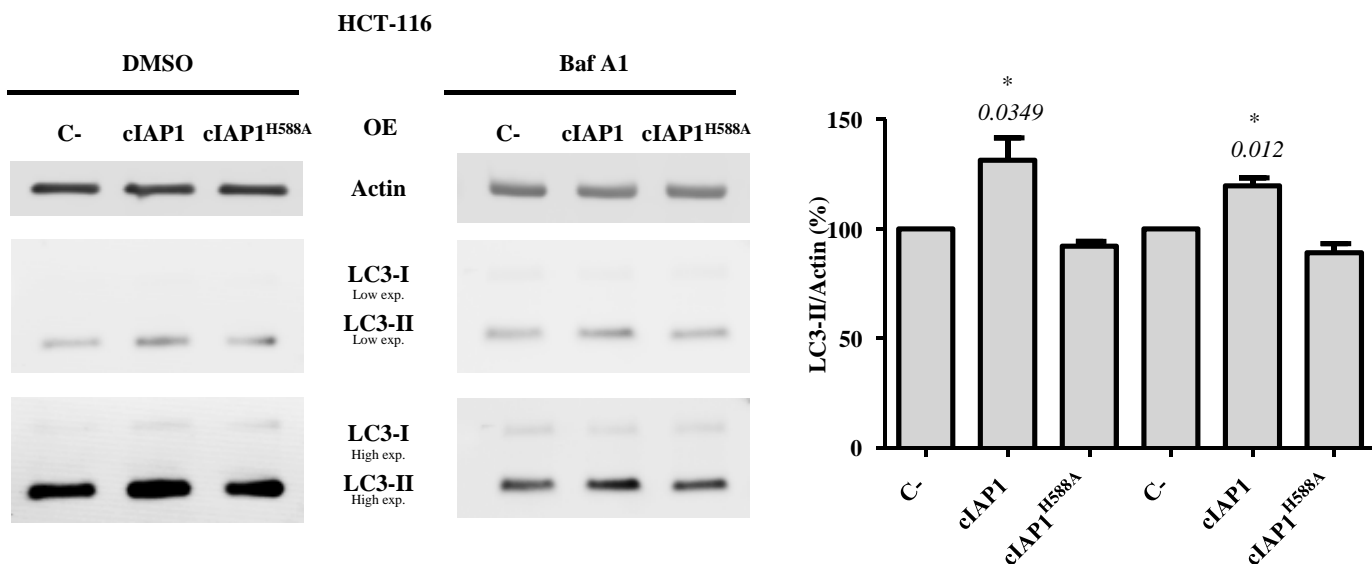 HCT-116
DMSO
Baf A1
C- cIAP1 cIAP1H588A
OE
C- cIAP1 cIAP1H588A
Actin
LC3-I
Low exp.
LC3-II
Low exp.
LC3-I
High exp.
LC3-II
High exp.
LC3-II/Actin (%)
150
100
50
0
*
0.0349
*
0.012
C-
cIAP1
cIAP1H588A
C-
cIAP1
cIAP1H588A